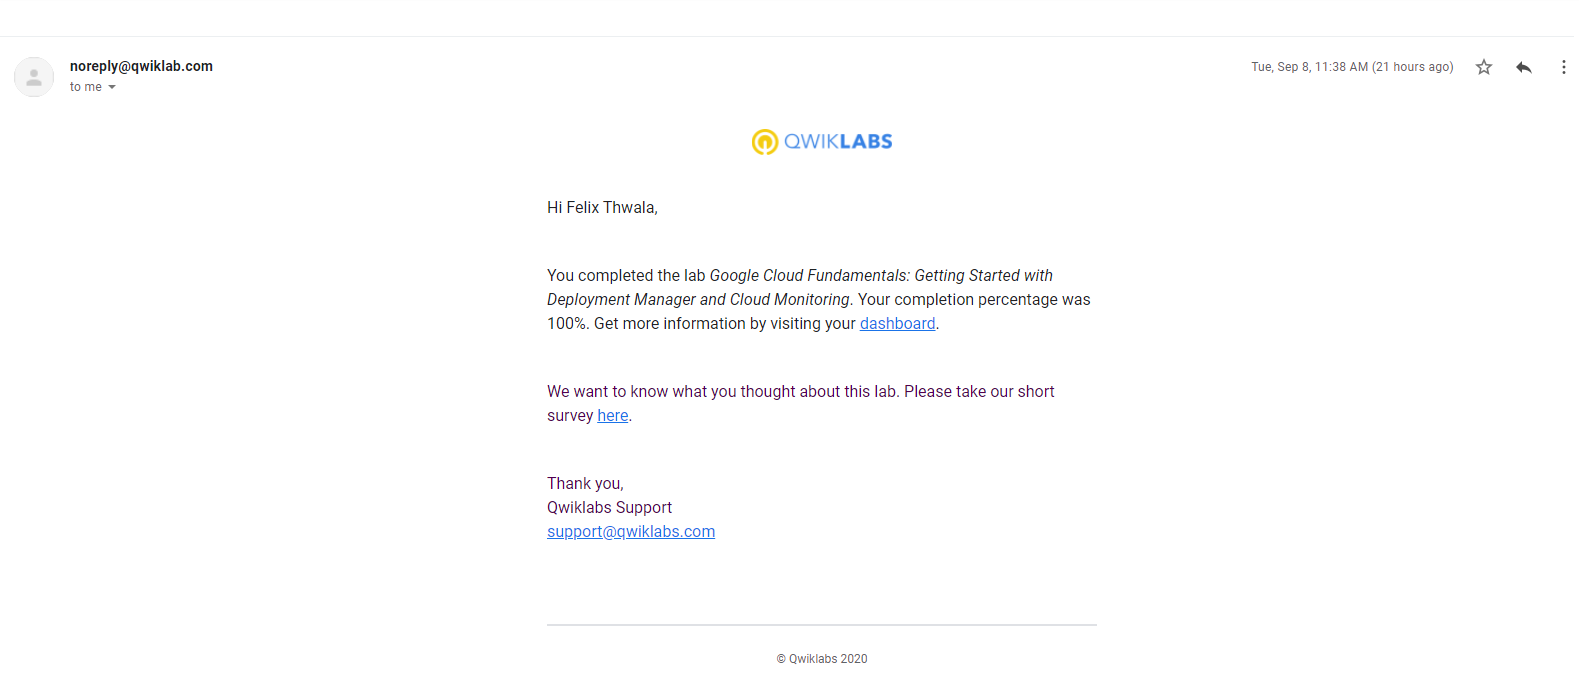 noreply@qwiklab.com
Tue, Sep 8, 11:38 AM (21 hours ago)
to me
QWIKLABS
Hi Felix Thwala,
You completed the lab Google Cloud Fundamentals: Getting Started with
Deployment Manager and Cloud Monitoring. Your completion percentage was
100%. Get more information by visiting your dashboard.
We want to know what you thought about this lab. Please take our short
survey here.
Thank you,
Qwiklabs Support
support@qwiklabs.com
© Qwiklabs 2020